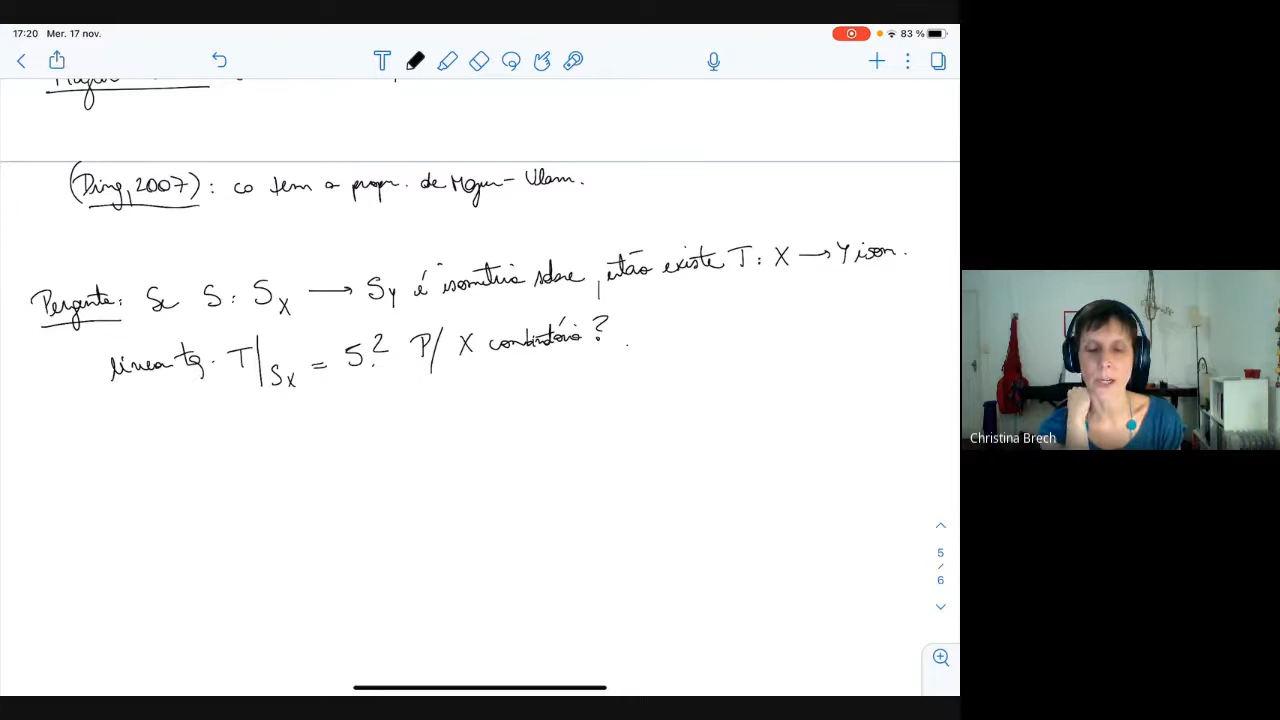 17:20 Mer. 17 nov.
83 %
(Ding, 2007): c₀ tem a propr. de Mazur-Ulam.
Pergunta: Se S: S_X → S_Y é isometria sobre, então existe T: X → Y isom.
linear tq. T|_{S_X} = S? P/ X combinatório?
Christina Brech
5
/
6